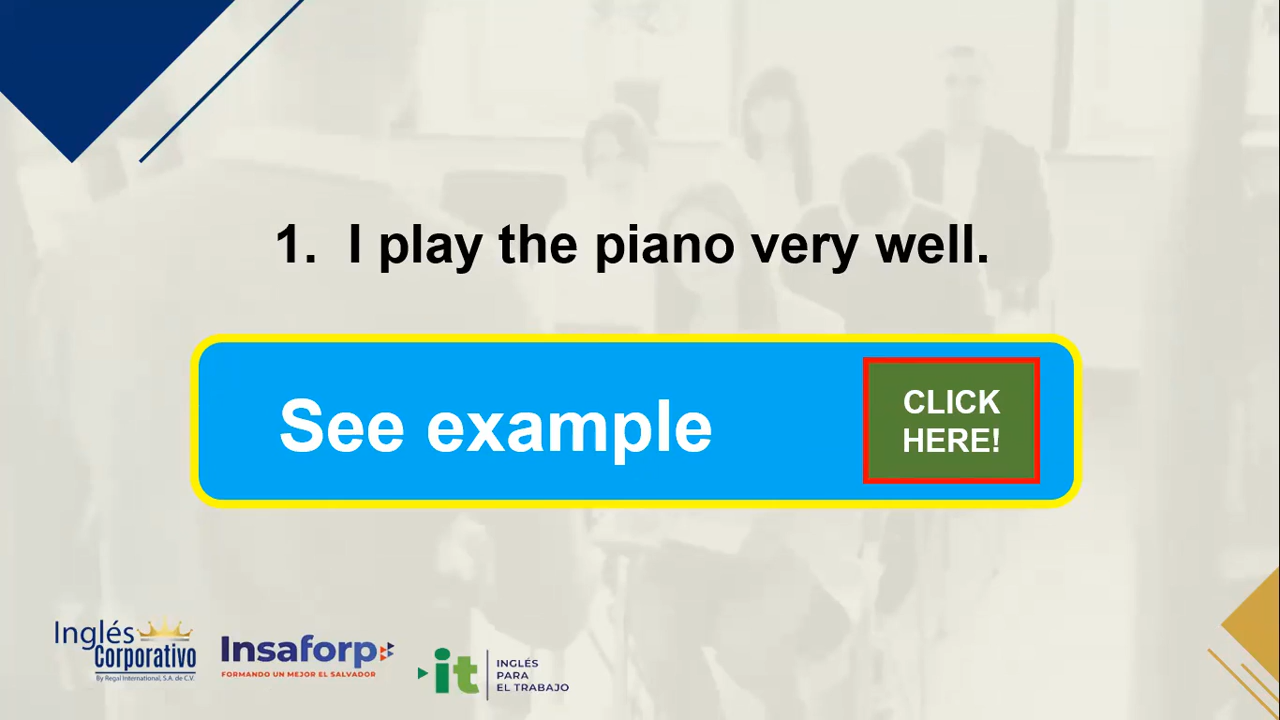 1. I play the piano very well.
See example
CLICK
HERE!
Inglés
Corporativo
By Regal International, S.A. de C.V.
Insaforp
FORMANDO UN MEJOR EL SALVADOR
it
INGLÉS
PARA
EL TRABAJO